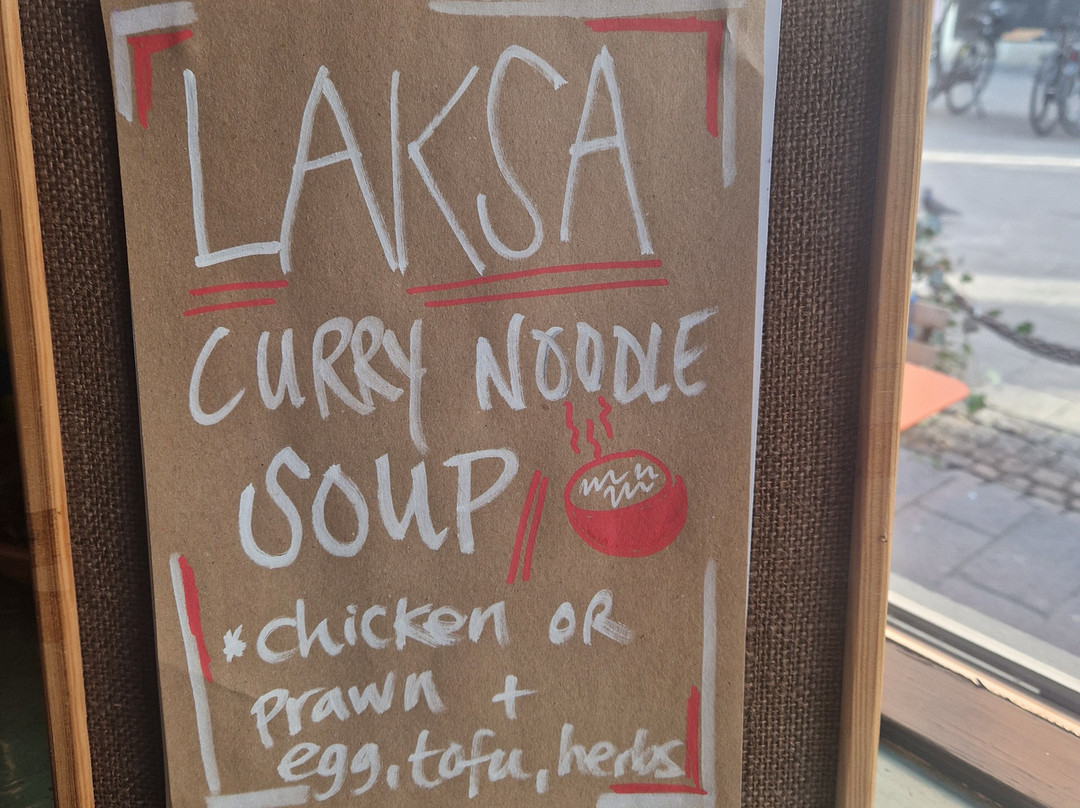 LAKSA
CURRY NOODLE
SOUP
*chicken OR
prawn +
egg, tofu, herbs